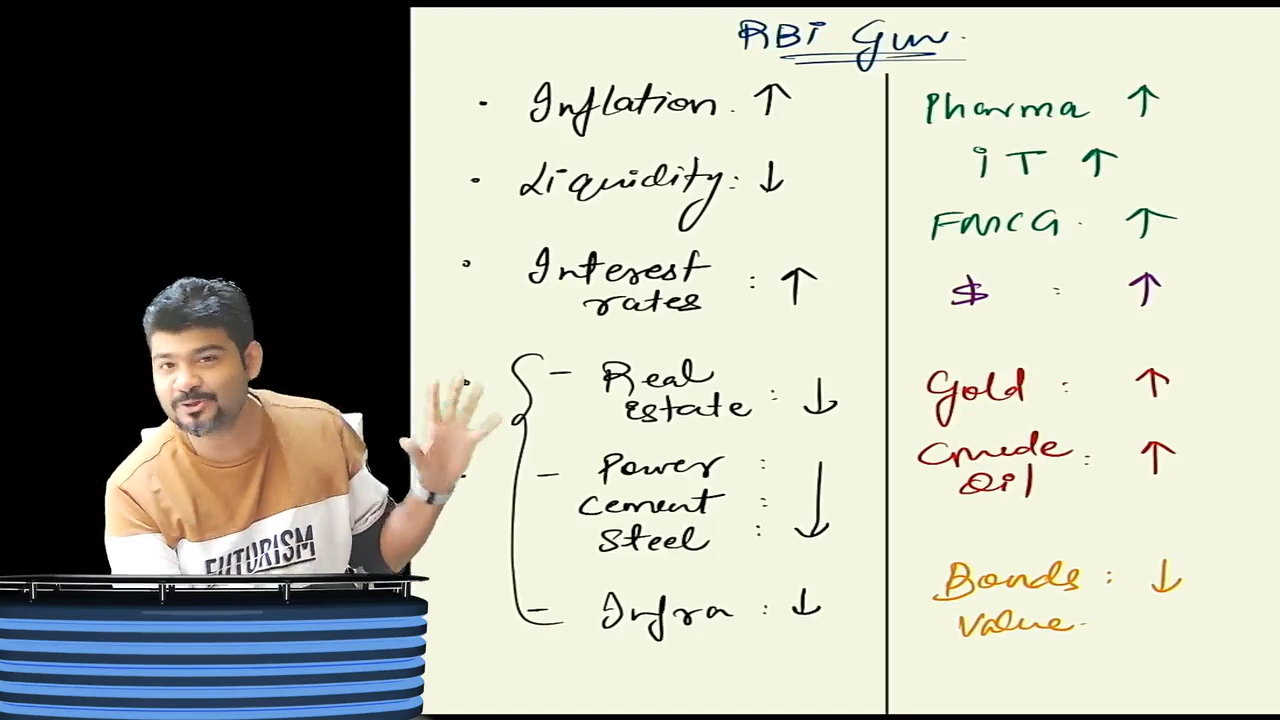 RBi Gun.
• Inflation. ↑
• Liquidity: ↓
• Interest
rates : ↑
- Real
estate : ↓
- Power :
Cement : ↓
Steel :
- Infra : ↓
Pharma ↑
iT ↑
FMCG. ↑
$ : ↑
Gold : ↑
Crude
Oil : ↑
Bonds : ↓
value.
FUTURISM